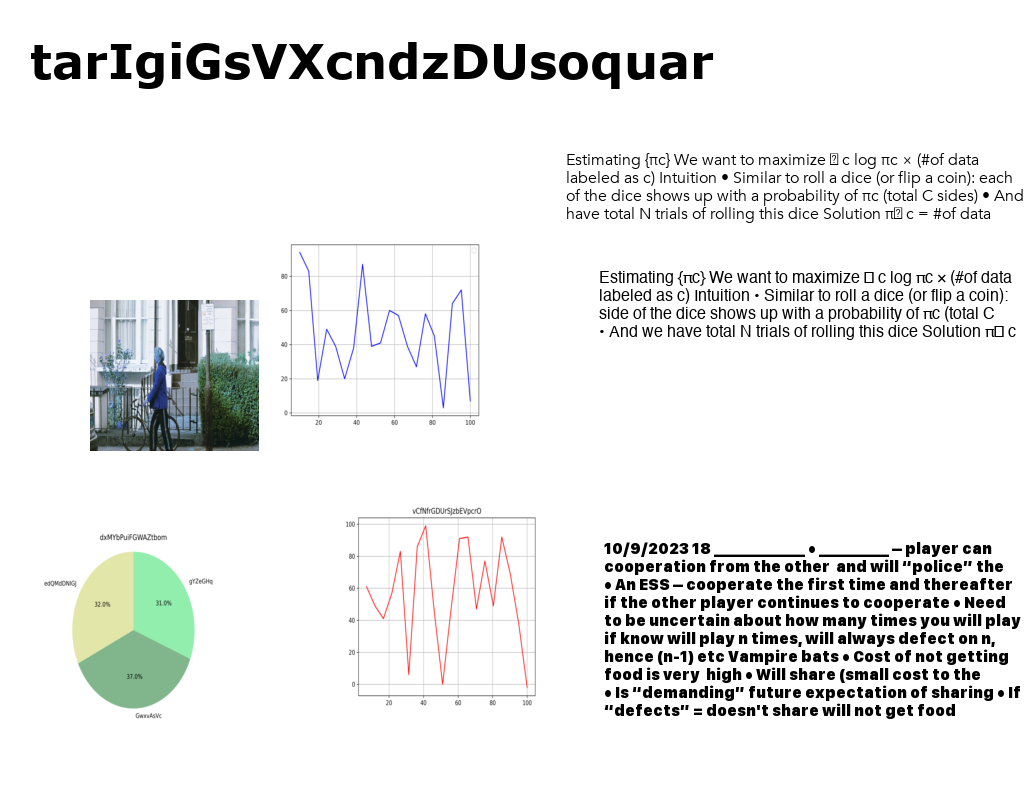 tarIgiGsVXcndzDUsoquar
Estimating {πc} We want to maximize c log πc × (#of data
labeled as c) Intuition • Similar to roll a dice (or flip a coin): each
of the dice shows up with a probability of πc (total C sides) • And
have total N trials of rolling this dice Solution π c = #of data
Estimating {πc} We want to maximize c log πc × (#of data
labeled as c) Intuition • Similar to roll a dice (or flip a coin):
side of the dice shows up with a probability of πc (total C
• And we have total N trials of rolling this dice Solution π c
80
60
40
20
0
20 40 60 80 100
vCfNfrGDUrSJzbEVpcrO
100
80
60
40
20
0
20 40 60 80 100
dxMYbPuiFGWAZtbom
edQMdDNIGJ
gYZeGHq
32.0%
31.0%
37.0%
GwxvAsVc
10/9/2023 18 _____________ • __________ – player can
cooperation from the other and will “police” the
• An ESS – cooperate the first time and thereafter
if the other player continues to cooperate • Need
to be uncertain about how many times you will play
if know will play n times, will always defect on n,
hence (n-1) etc Vampire bats • Cost of not getting
food is very high • Will share (small cost to the
• Is “demanding” future expectation of sharing • If
“defects” = doesn't share will not get food